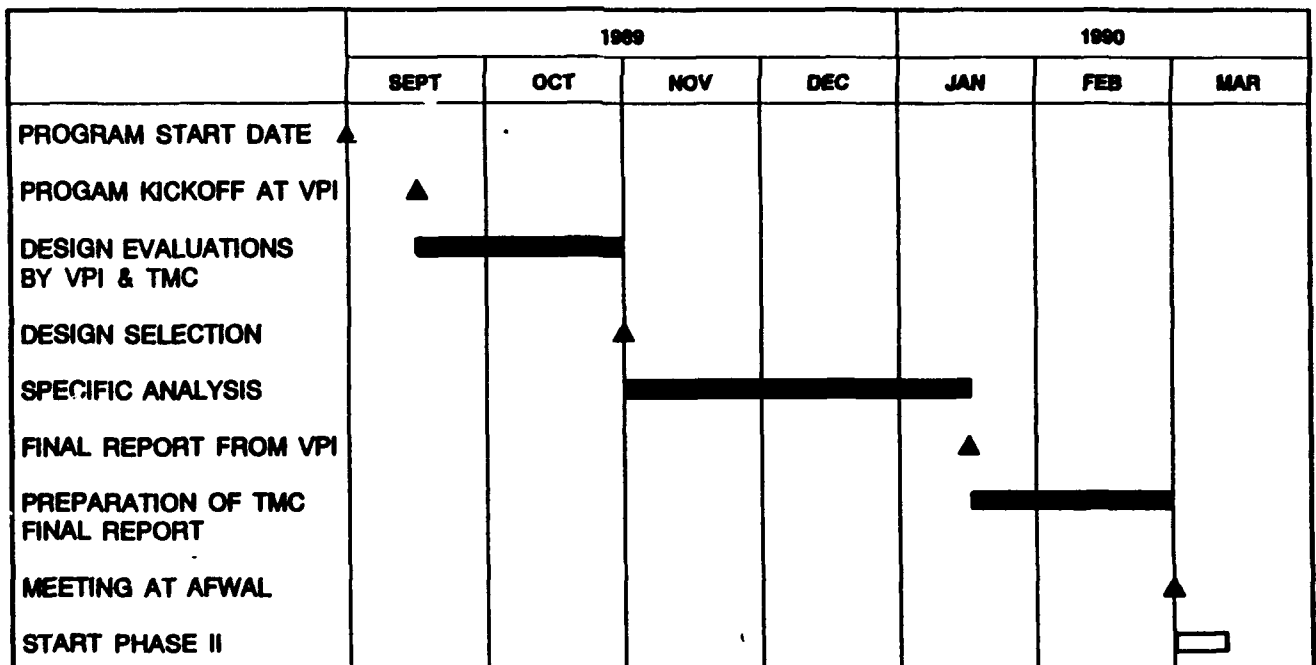 1989 1990
SEPT OCT NOV DEC JAN FEB MAR
PROGRAM START DATE
PROGAM KICKOFF AT VPI
DESIGN EVALUATIONS
BY VPI & TMC
DESIGN SELECTION
SPECIFIC ANALYSIS
FINAL REPORT FROM VPI
PREPARATION OF TMC
FINAL REPORT
MEETING AT AFWAL
START PHASE II